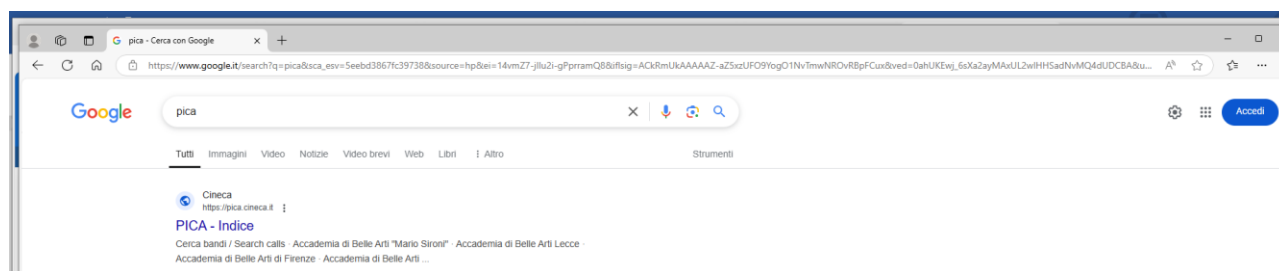 pica - Cerca con Google
https://www.google.it/search?q=pica&sca_esv=5eebd3867fc39738&source=hp&ei=14vmZ7-jlIu2i-gPprramQ8&iflsig=ACkRmUkAAAAAZ-aZ5xzUFO9YogO1NvTmwNROvRBpFCux&ved=0ahUKEwj_6sXa2ayMAxUL2wIHHSadNvMQ4dUDCBA&u...
Google
pica
Accedi
Tutti Immagini Video Notizie Video brevi Web Libri Altro Strumenti
Cineca
https://pica.cineca.it
PICA - Indice
Cerca bandi / Search calls · Accademia di Belle Arti "Mario Sironi" · Accademia di Belle Arti Lecce ·
Accademia di Belle Arti di Firenze · Accademia di Belle Arti ...